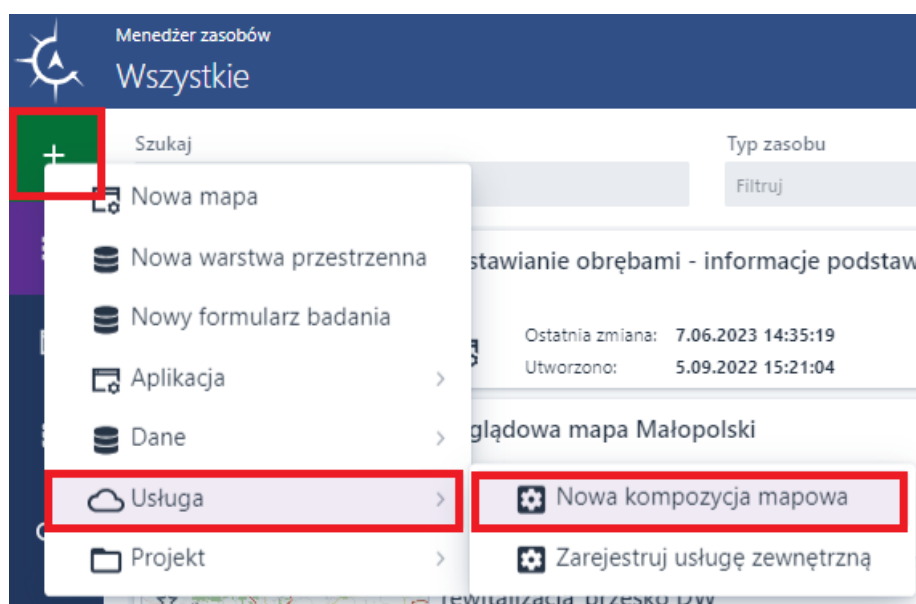 Menedżer zasobów
Wszystkie
Szukaj
Typ zasobu
Filtruj
Nowa mapa
Nowa warstwa przestrzenna
Nowy formularz badania
Aplikacja
Dane
Usługa
Projekt
stawianie obrębami - informacje podstaw
Ostatnia zmiana: 7.06.2023 14:35:19
Utworzono: 5.09.2022 15:21:04
glądowa mapa Małopolski
Nowa kompozycja mapowa
Zarejestruj usługę zewnętrzną